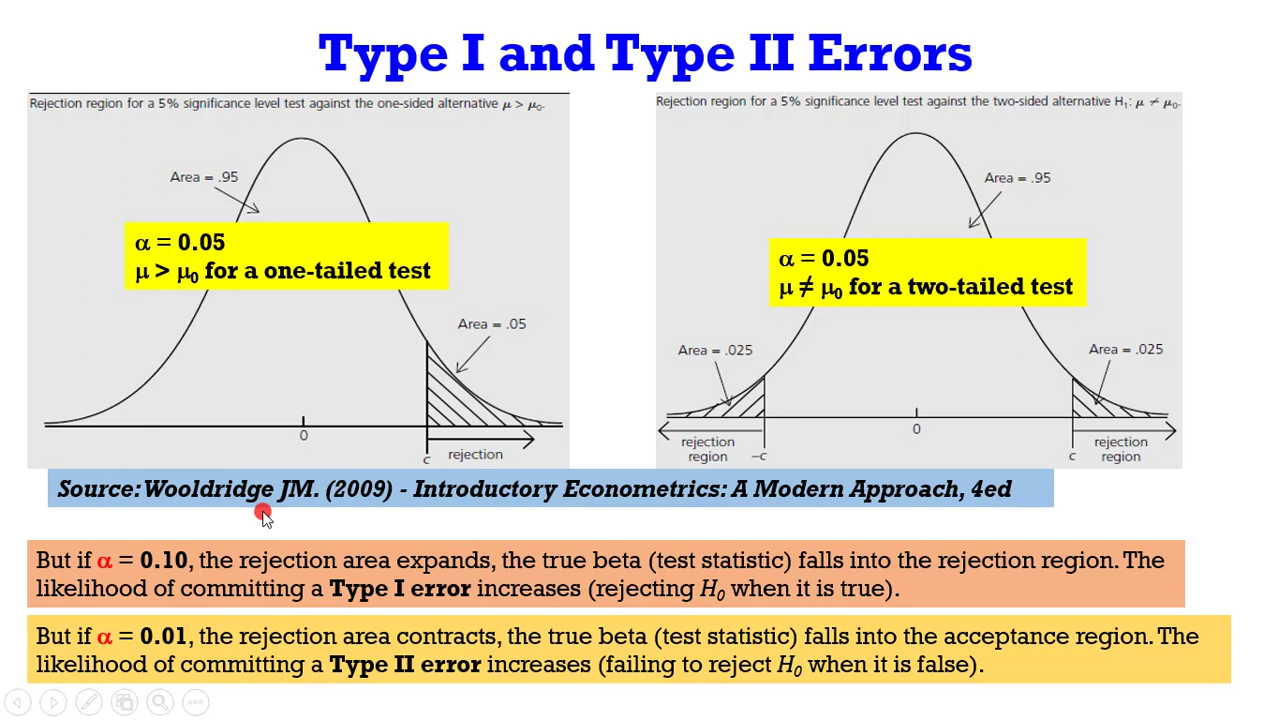 Type I and Type II Errors
Rejection region for a 5% significance level test against the one-sided alternative μ > μ₀.
Area = .95
α = 0.05
μ > μ₀ for a one-tailed test
Area = .05
0
c
rejection
Rejection region for a 5% significance level test against the two-sided alternative H₁: μ ≠ μ₀.
Area = .95
α = 0.05
μ ≠ μ₀ for a two-tailed test
Area = .025
Area = .025
0
rejection
region
-c
c
rejection
region
Source: Wooldridge JM. (2009) - Introductory Econometrics: A Modern Approach, 4ed
But if α = 0.10, the rejection area expands, the true beta (test statistic) falls into the rejection region. The
likelihood of committing a Type I error increases (rejecting H₀ when it is true).
But if α = 0.01, the rejection area contracts, the true beta (test statistic) falls into the acceptance region. The
likelihood of committing a Type II error increases (failing to reject H₀ when it is false).